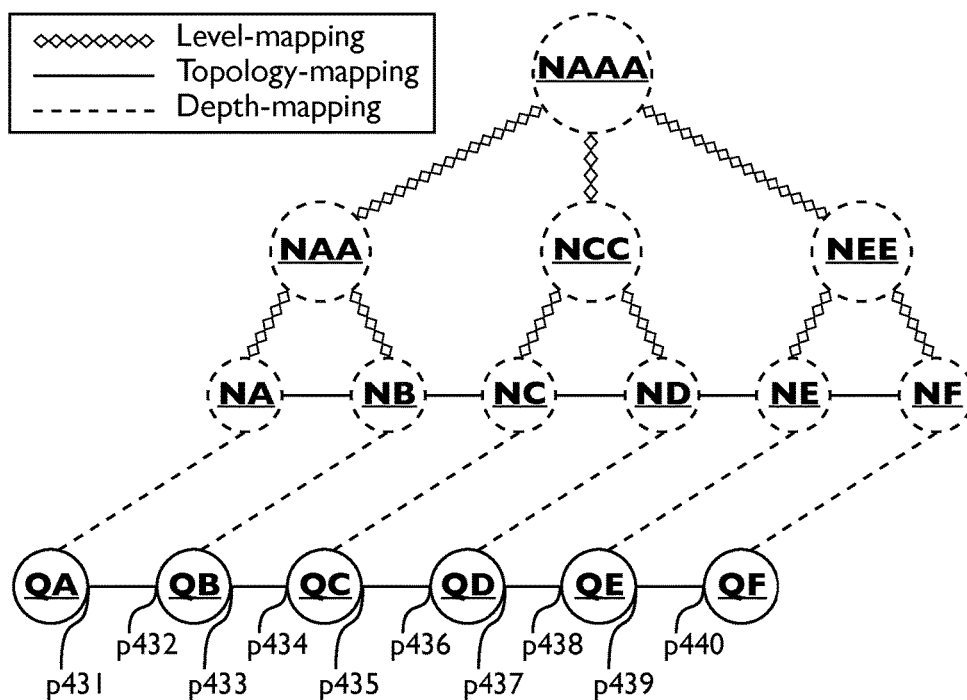 Level-mapping
Topology-mapping
Depth-mapping
NAAA
NAA NCC NEE
NA NB NC ND NE NF
QA QB QC QD QE QF
p432 p434 p436 p438 p440
p431 p433 p435 p437 p439